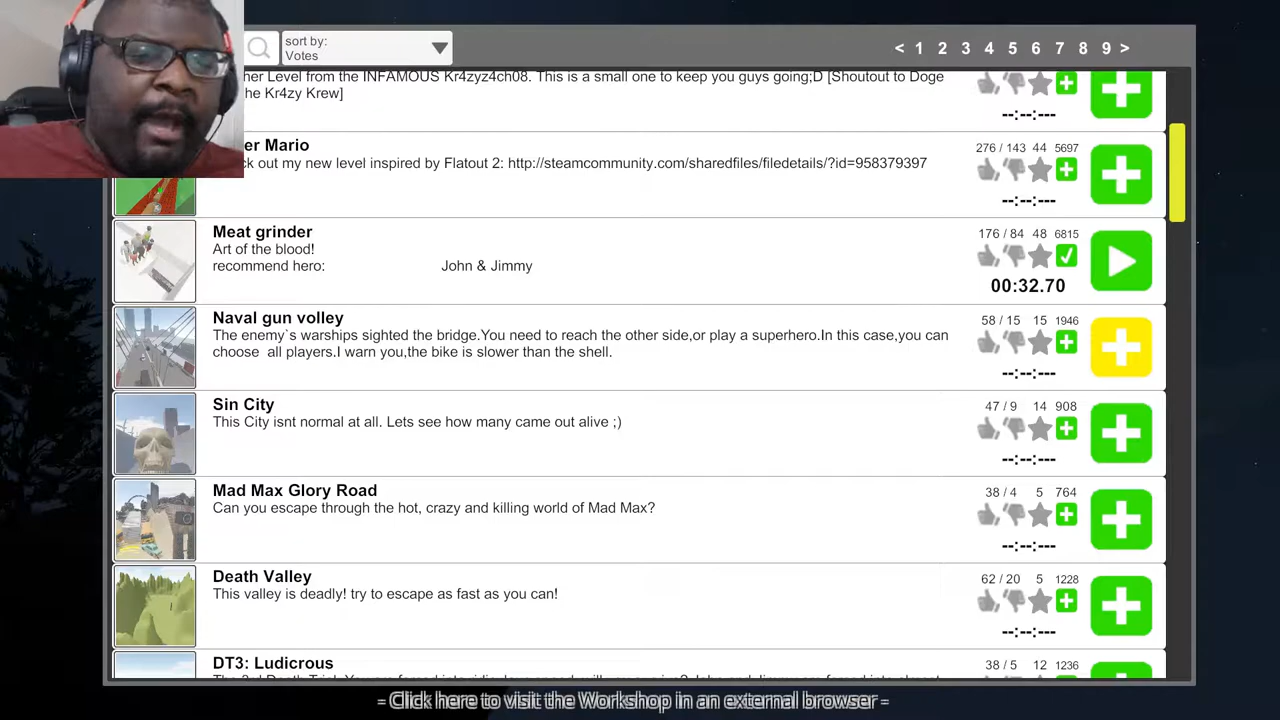 sort by:
Votes
< 1 2 3 4 5 6 7 8 9 >
her Level from the INFAMOUS Kr4zyz4ch08. This is a small one to keep you guys going;D [Shoutout to Doge
he Kr4zy Krew]
--:--:---
er Mario
ck out my new level inspired by Flatout 2: http://steamcommunity.com/sharedfiles/filedetails/?id=958379397
276 / 143 44 5697
--:--:---
Meat grinder
Art of the blood!
recommend hero: John & Jimmy
176 / 84 48 6815
00:32.70
Naval gun volley
The enemy`s warships sighted the bridge.You need to reach the other side,or play a superhero.In this case,you can
choose all players.I warn you,the bike is slower than the shell.
58 / 15 15 1946
--:--:---
Sin City
This City isnt normal at all. Lets see how many came out alive ;)
47 / 9 14 908
--:--:---
Mad Max Glory Road
Can you escape through the hot, crazy and killing world of Mad Max?
38 / 4 5 764
--:--:---
Death Valley
This valley is deadly! try to escape as fast as you can!
62 / 20 5 1228
--:--:---
DT3: Ludicrous
38 / 5 12 1236
- Click here to visit the Workshop in an external browser -